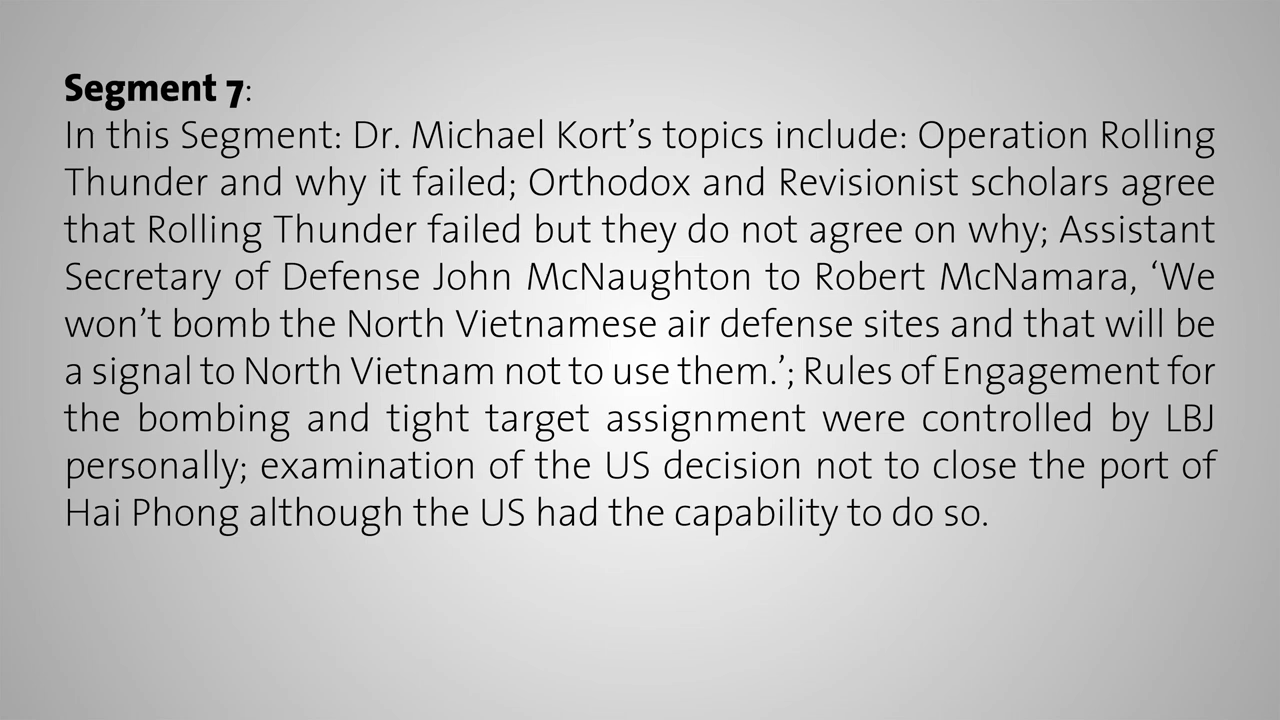 Segment 7:
In this Segment: Dr. Michael Kort’s topics include: Operation Rolling
Thunder and why it failed; Orthodox and Revisionist scholars agree
that Rolling Thunder failed but they do not agree on why; Assistant
Secretary of Defense John McNaughton to Robert McNamara, ‘We
won’t bomb the North Vietnamese air defense sites and that will be
a signal to North Vietnam not to use them.’; Rules of Engagement for
the bombing and tight target assignment were controlled by LBJ
personally; examination of the US decision not to close the port of
Hai Phong although the US had the capability to do so.